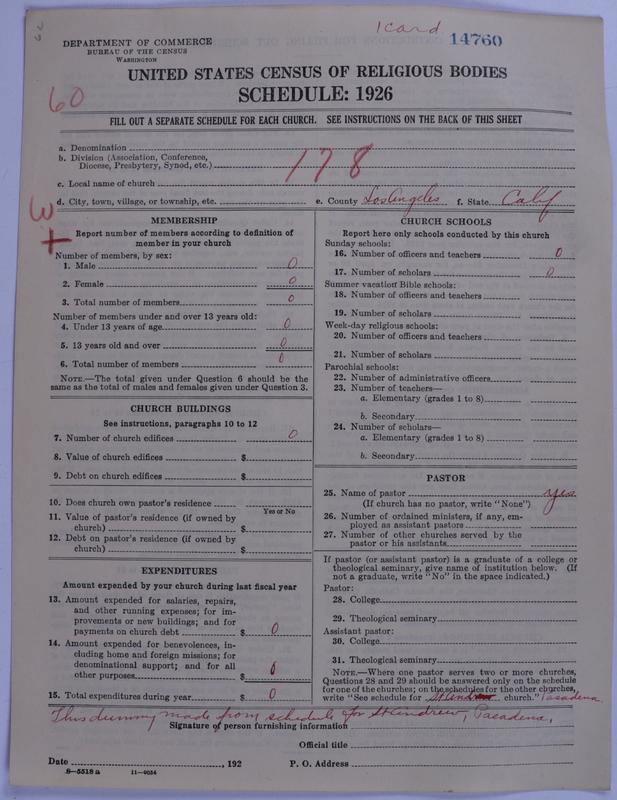 1 card
14760
DEPARTMENT OF COMMERCE
BUREAU OF THE CENSUS
WASHINGTON
60
UNITED STATES CENSUS OF RELIGIOUS BODIES
SCHEDULE: 1926
FILL OUT A SEPARATE SCHEDULE FOR EACH CHURCH. SEE INSTRUCTIONS ON THE BACK OF THIS SHEET
a. Denomination
b. Division (Association, Conference,
Diocese, Presbytery, Synod, etc.) 178
c. Local name of church
d. City, town, village, or township, etc. e. County Los Angeles f. State Calif
W
+
MEMBERSHIP
Report number of members according to definition of
member in your church
Number of members, by sex:
1. Male 0
2. Female 0
3. Total number of members 0
Number of members under and over 13 years old:
4. Under 13 years of age 0
5. 13 years old and over 0
6. Total number of members 0
NOTE.—The total given under Question 6 should be the
same as the total of males and females given under Question 3.
CHURCH BUILDINGS
See instructions, paragraphs 10 to 12
7. Number of church edifices 0
8. Value of church edifices $
9. Debt on church edifices $
10. Does church own pastor's residence
Yes or No
11. Value of pastor's residence (if owned by
church) $
12. Debt on pastor's residence (if owned by
church) $
EXPENDITURES
Amount expended by your church during last fiscal year
13. Amount expended for salaries, repairs,
and other running expenses; for im-
provements or new buildings; and for
payments on church debt $ 0
14. Amount expended for benevolences, in-
cluding home and foreign missions; for
denominational support; and for all
other purposes $ 0
15. Total expenditures during year $ 0
CHURCH SCHOOLS
Report here only schools conducted by this church
Sunday schools:
16. Number of officers and teachers 0
17. Number of scholars 0
Summer vacation Bible schools:
18. Number of officers and teachers
19. Number of scholars
Week-day religious schools:
20. Number of officers and teachers
21. Number of scholars
Parochial schools:
22. Number of administrative officers
23. Number of teachers—
a. Elementary (grades 1 to 8)
b. Secondary
24. Number of scholars—
a. Elementary (grades 1 to 8)
b. Secondary
PASTOR
25. Name of pastor yes
(If church has no pastor, write "None")
26. Number of ordained ministers, if any, em-
ployed as assistant pastors
27. Number of other churches served by the
pastor or his assistants
If pastor (or assistant pastor) is a graduate of a college or
theological seminary, give name of institution below. (If
not a graduate, write "No" in the space indicated.)
Pastor:
28. College
29. Theological seminary
Assistant pastor:
30. College
31. Theological seminary
NOTE.—Where one pastor serves two or more churches,
Questions 28 and 29 should be answered only on the schedule
for one of the churches; on the schedules for the other churches,
write "See schedule for St Andrew church." Pasadena
This dummy made from schedule for St Andrew, Pasadena,
Signature of person furnishing information
Official title
Date , 192 P. O. Address
8—5518 a 11—9054